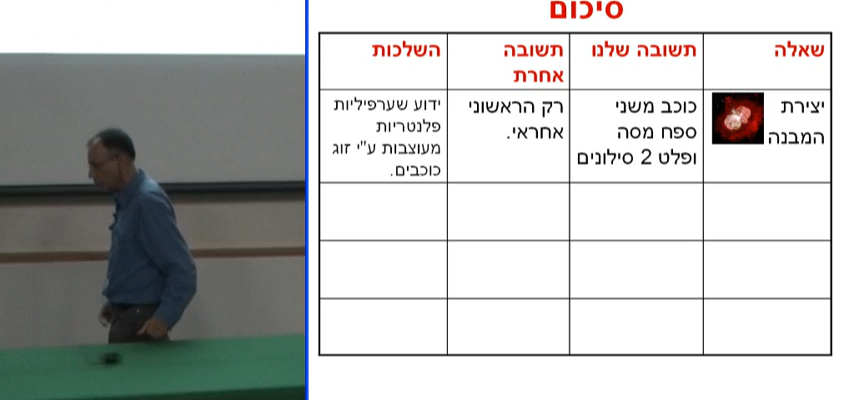 סיכום
שאלה
תשובה שלנו
תשובה
אחרת
השלכות
יצירת
המבנה
כוכב משני
ספח מסה
ופלט 2 סילונים
רק הראשוני
אחראי.
ידוע שערפיליות
פלנטריות
מעוצבות ע"י זוג
כוכבים.